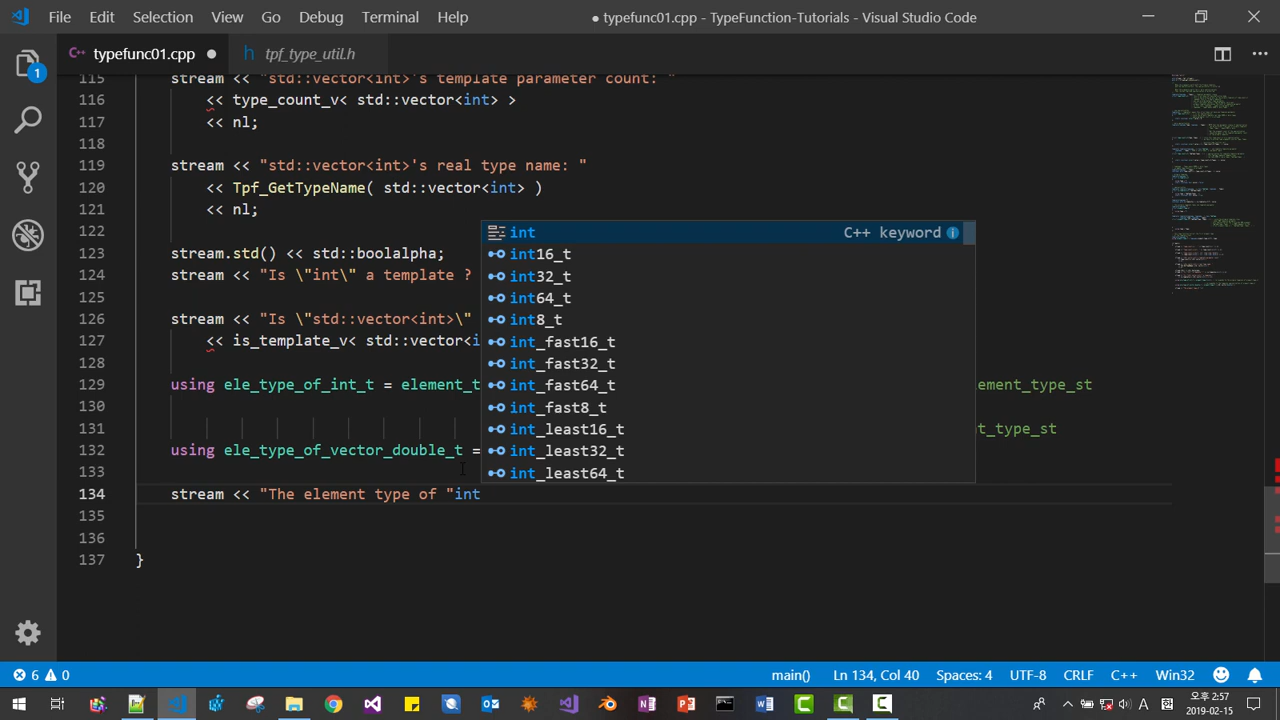 File Edit Selection View Go Debug Terminal Help
● typefunc01.cpp - TypeFunction-Tutorials - Visual Studio Code
C++ typefunc01.cpp ●
h tpf_type_util.h
1
115 stream << "std::vector<int>'s template parameter count: "
116 << type_count_v< std::vector<int> >
117 << nl;
118
119 stream << "std::vector<int>'s real type name: "
120 << Tpf_GetTypeName( std::vector<int> )
121 << nl;
122
123 stream.std() << std::boolalpha;
124 stream << "Is \"int\" a template ?
125
126 stream << "Is \"std::vector<int>\"
127 << is_template_v< std::vector<i
128
129 using ele_type_of_int_t = element_t
ement_type_st
130
131
t_type_st
132 using ele_type_of_vector_double_t =
133
134 stream << "The element type of "int
135
136
137 }
int C++ keyword
int16_t
int32_t
int64_t
int8_t
int_fast16_t
int_fast32_t
int_fast64_t
int_fast8_t
int_least16_t
int_least32_t
int_least64_t
6 0
main() Ln 134, Col 40 Spaces: 4 UTF-8 CRLF C++ Win32
오후 2:57
2019-02-15